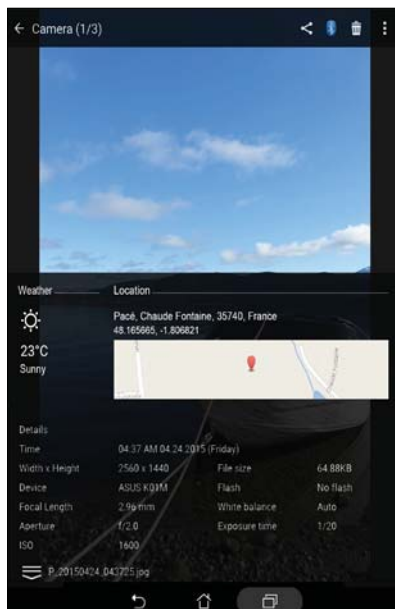 Camera (1/3)
Weather
Location
Pacé, Chaude Fontaine, 35740, France
48.165665, -1.806821
23°C
Sunny
Details
Time 04:37 AM 04.24.2015 (Friday)
Width x Height 2560 x 1440 File size 64.88KB
Device ASUS K01M Flash No flash
Focal Length 2.96 mm White balance Auto
Aperture f/2.0 Exposure time 1/20
ISO 1600
P_20150424_043725.jpg